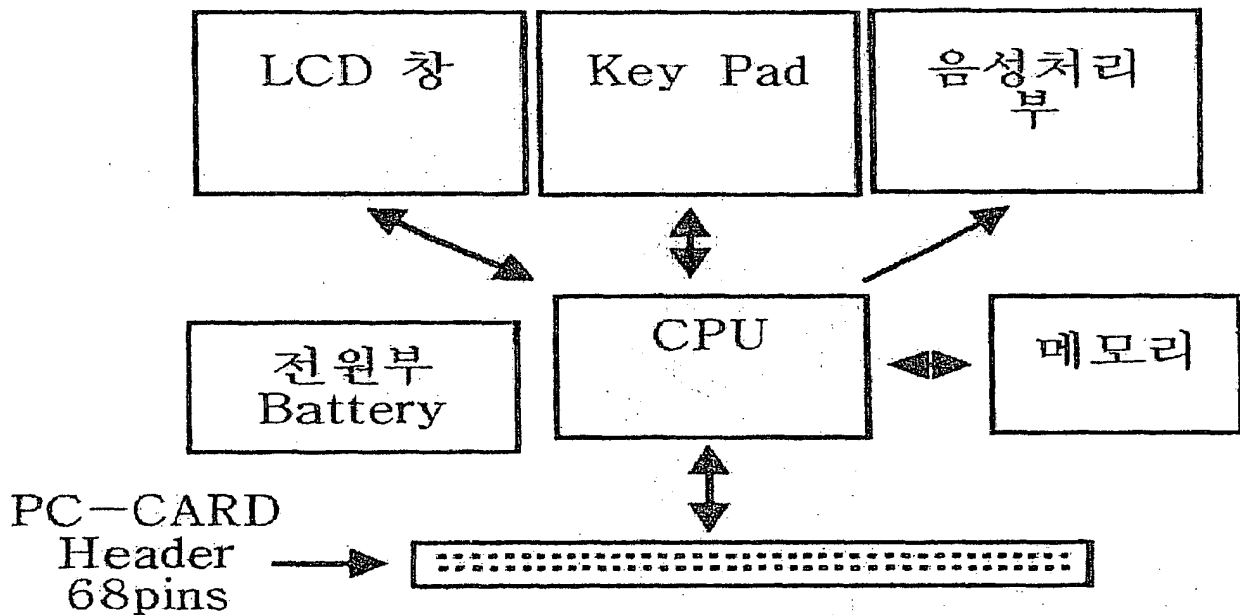 LCD 창
Key Pad
음성처리
부
전원부
Battery
CPU
메모리
PC-CARD
Header
68pins